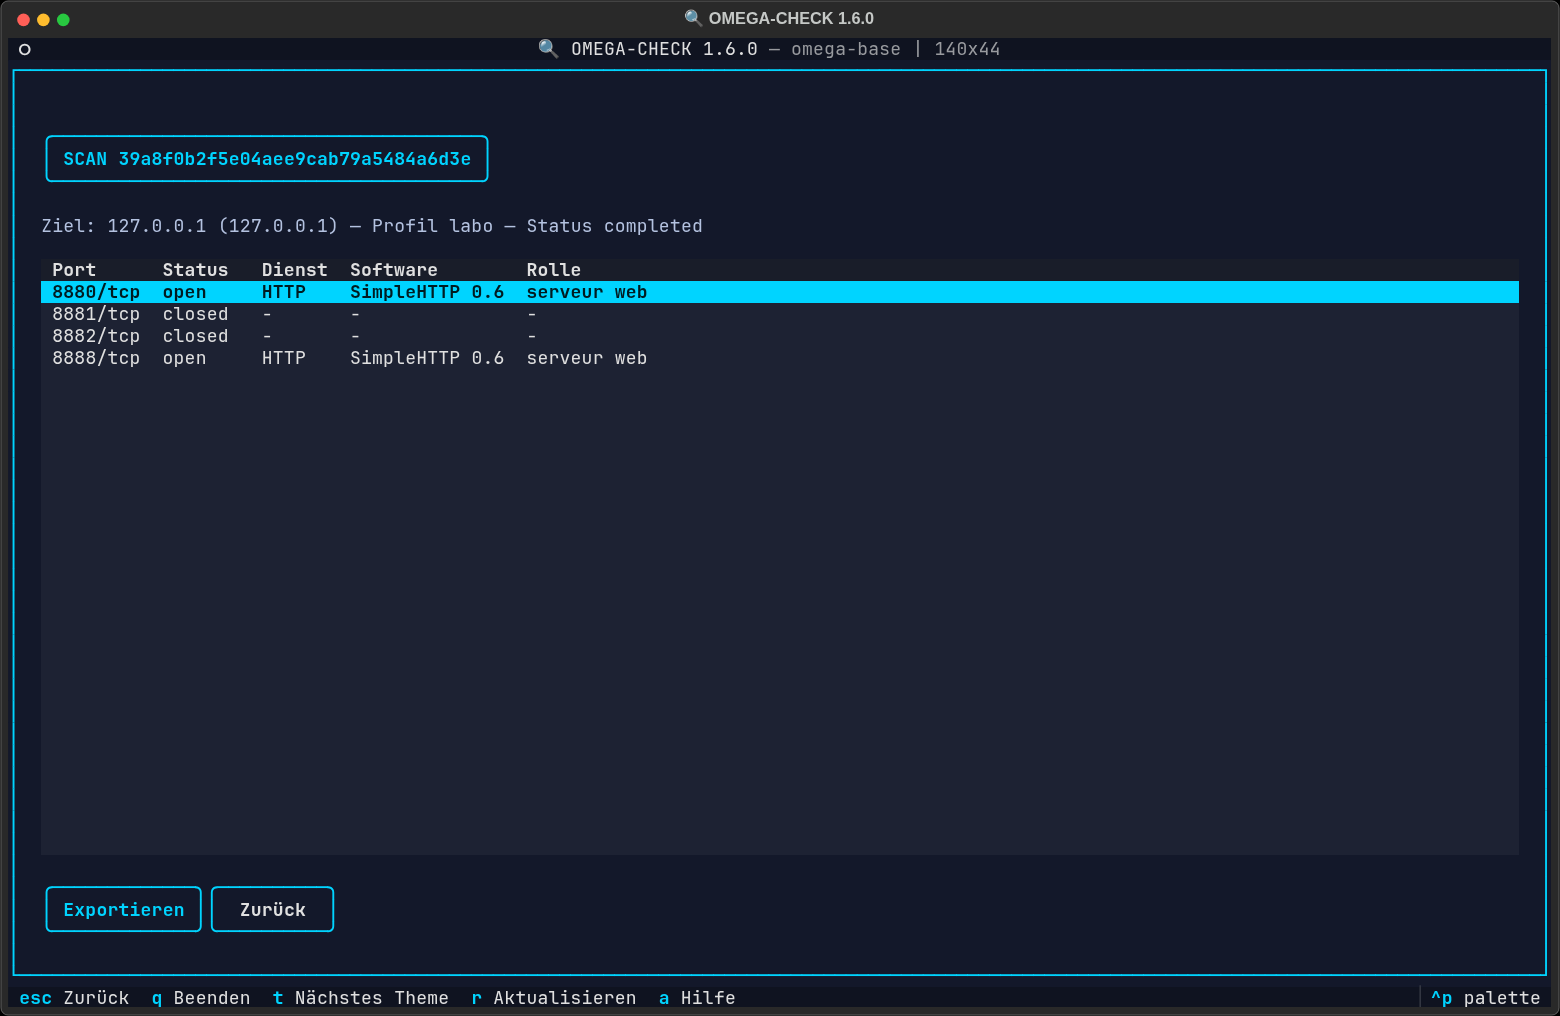 🔍 OMEGA-CHECK 1.6.0
🔍 OMEGA-CHECK 1.6.0 — omega-base | 140x44
SCAN 39a8f0b2f5e04aee9cab79a5484a6d3e
Ziel: 127.0.0.1 (127.0.0.1) — Profil labo — Status completed
Port Status Dienst Software Rolle
8880/tcp open HTTP SimpleHTTP 0.6 serveur web
8881/tcp closed - - -
8882/tcp closed - - -
8888/tcp open HTTP SimpleHTTP 0.6 serveur web
Exportieren Zurück
esc Zurück q Beenden t Nächstes Theme r Aktualisieren a Hilfe ^p palette